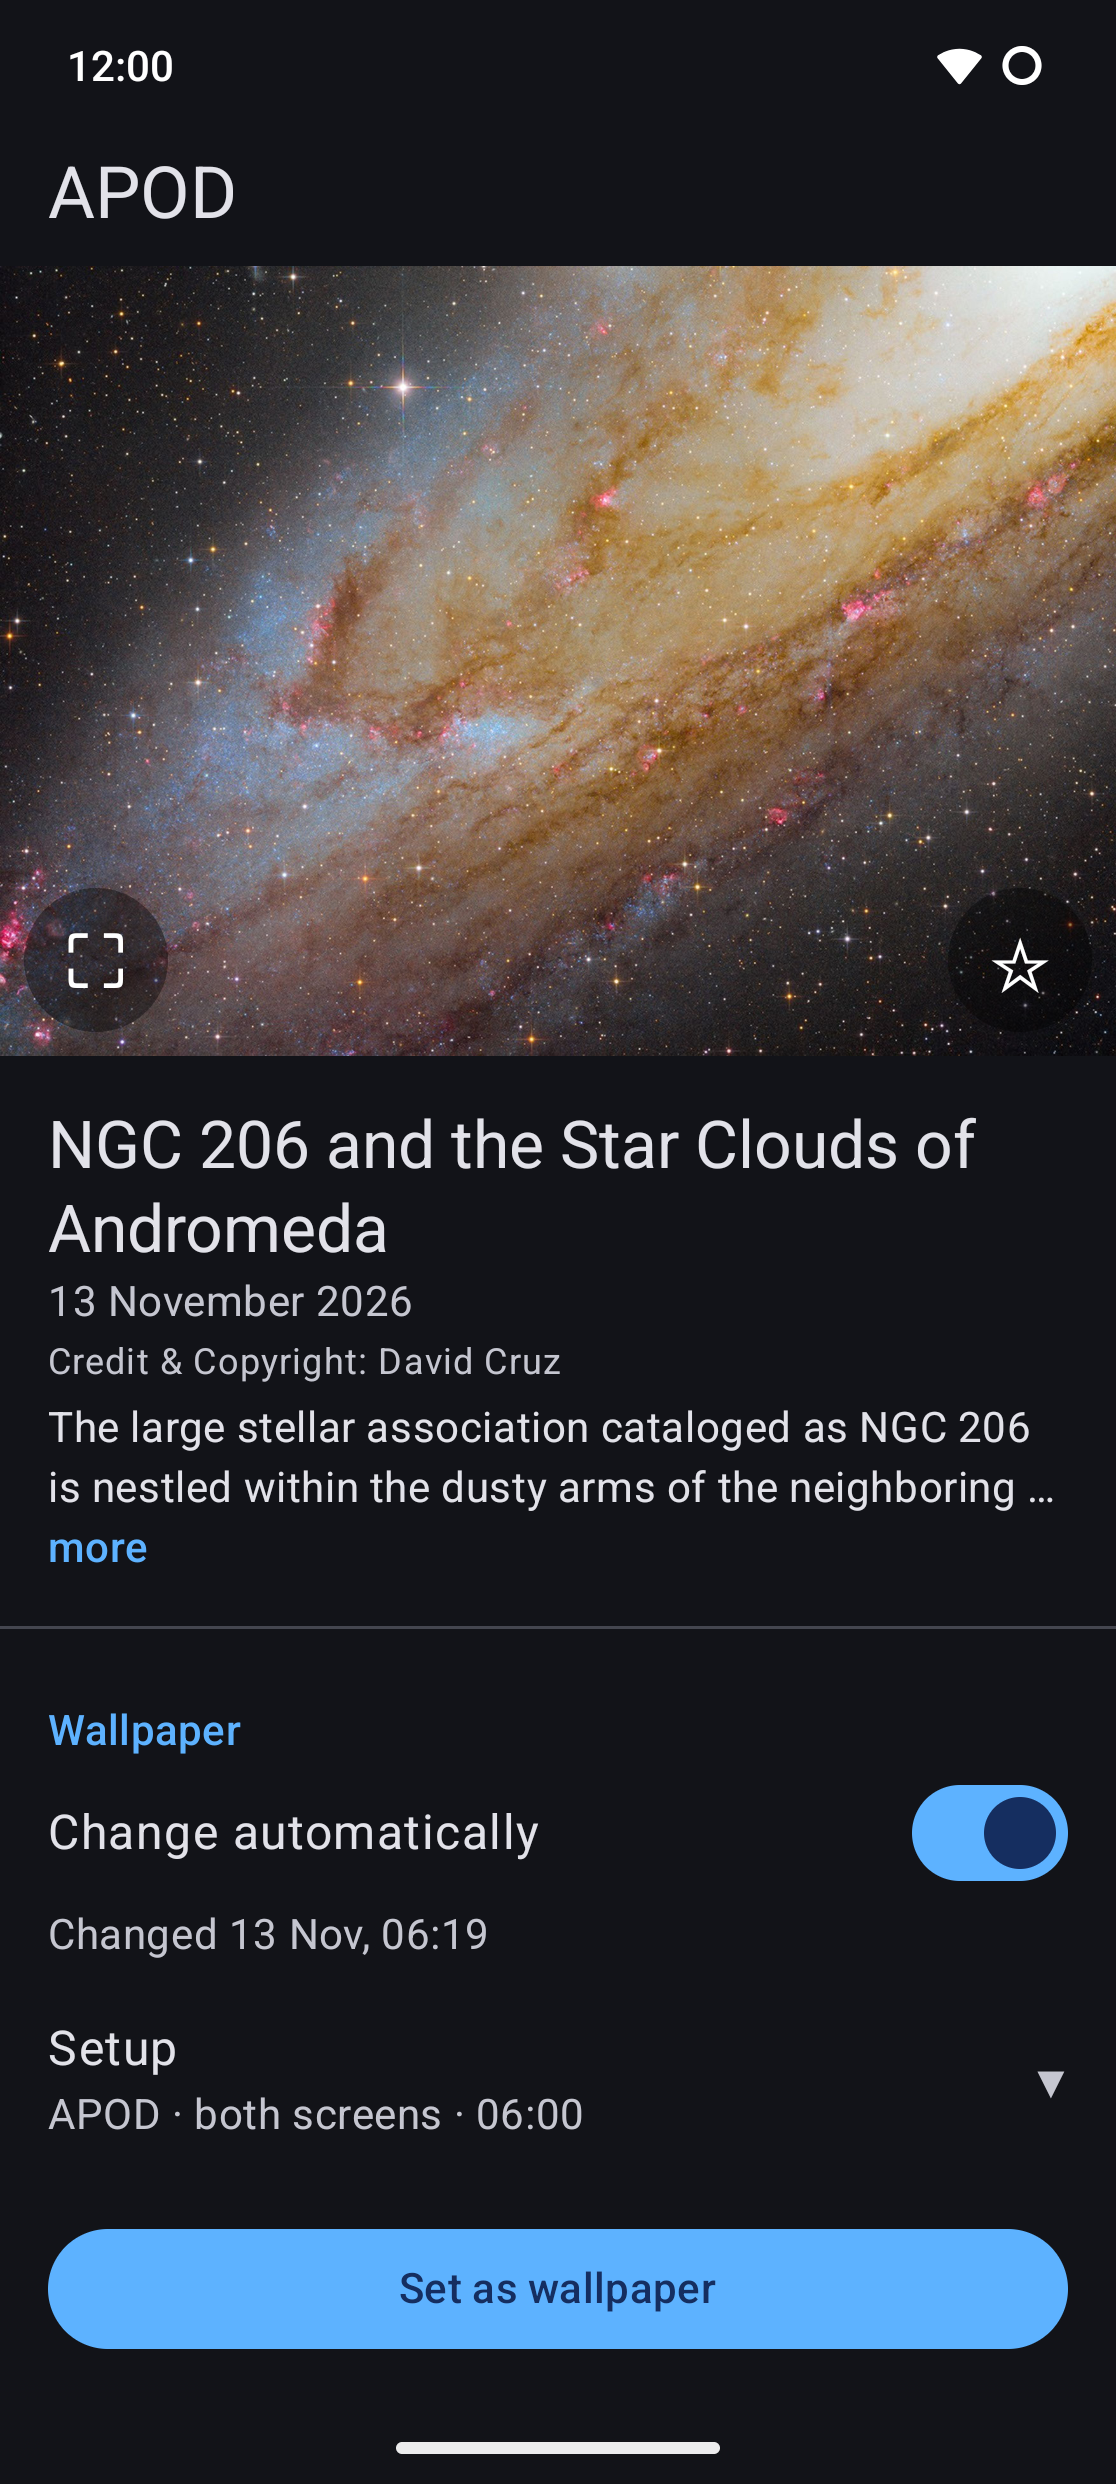 12:00
APOD
NGC 206 and the Star Clouds of
Andromeda
13 November 2026
Credit & Copyright: David Cruz
The large stellar association cataloged as NGC 206
is nestled within the dusty arms of the neighboring …
more
Wallpaper
Change automatically
Changed 13 Nov, 06:19
Setup
APOD · both screens · 06:00
Set as wallpaper